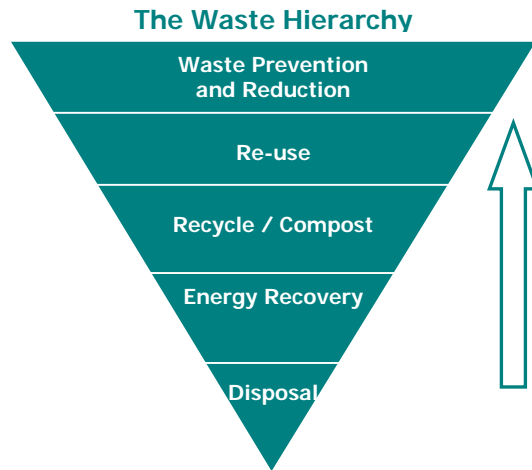 The Waste Hierarchy
Waste Prevention
and Reduction
Re-use
Recycle / Compost
Energy Recovery
Disposal